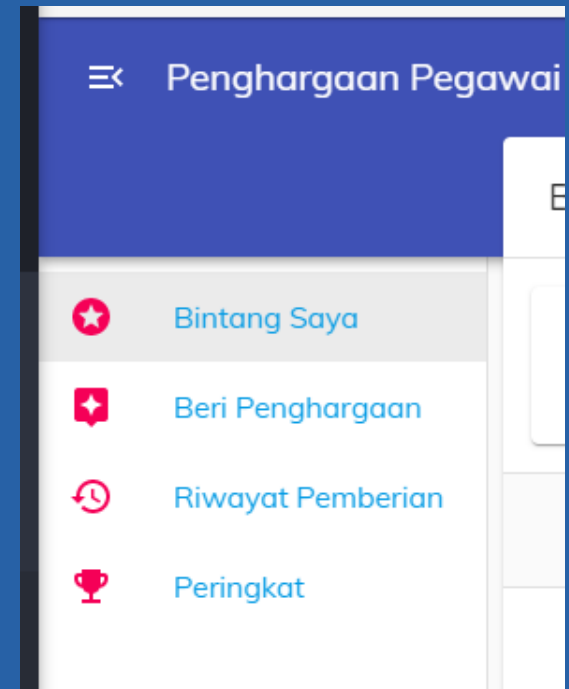 Penghargaan Pegawai
Bintang Saya
Beri Penghargaan
Riwayat Pemberian
Peringkat